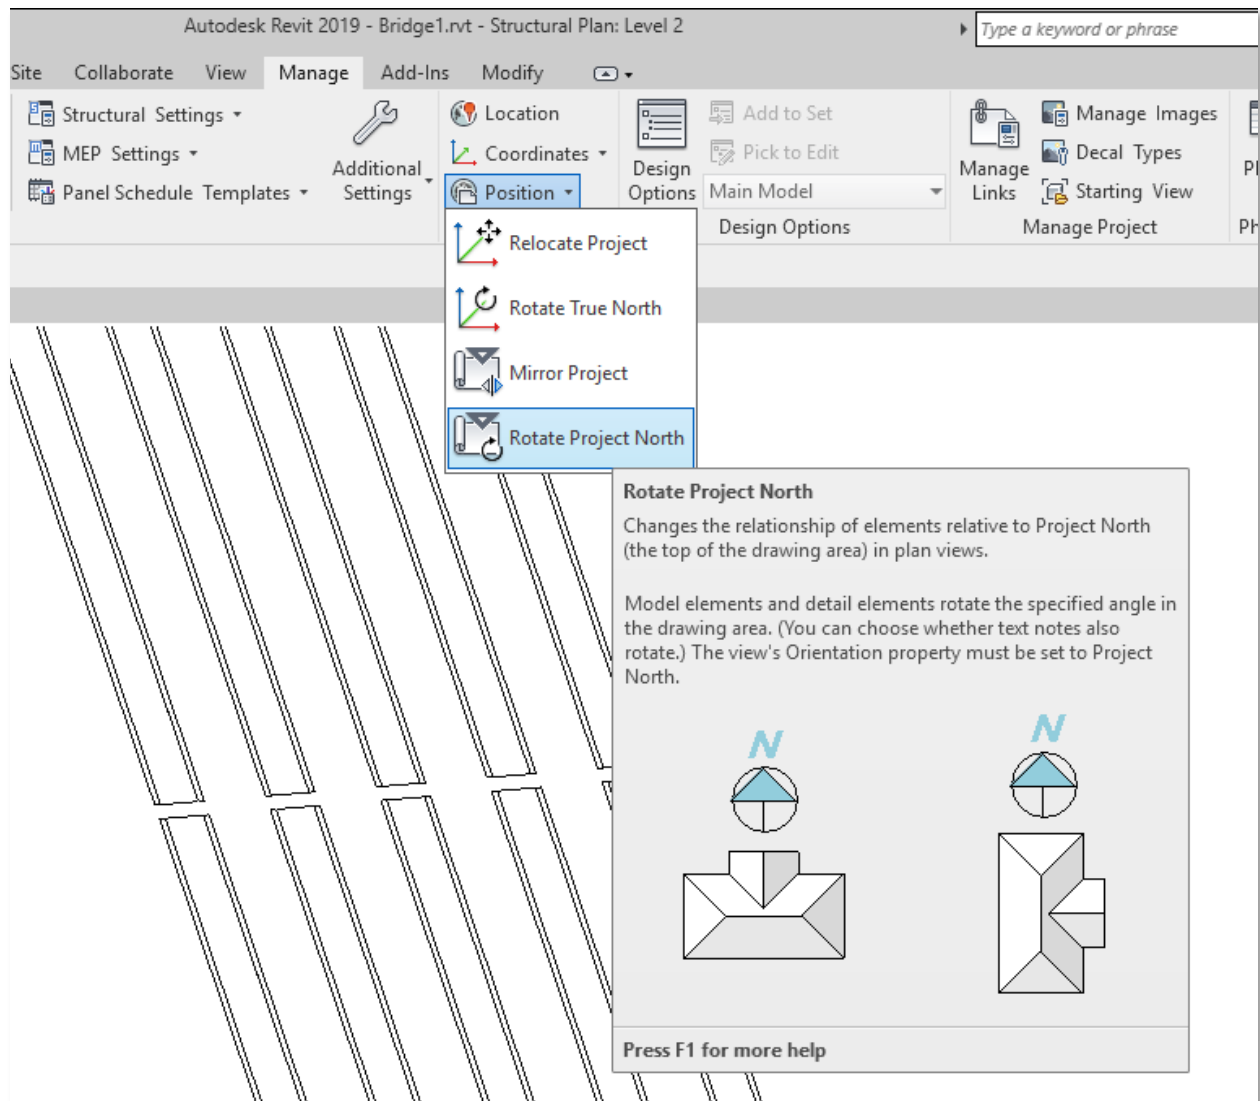 Autodesk Revit 2019 - Bridge1.rvt - Structural Plan: Level 2
Type a keyword or phrase
Site Collaborate View Manage Add-Ins Modify
Structural Settings
MEP Settings
Panel Schedule Templates
Additional
Settings
Location
Coordinates
Position
Design
Options
Add to Set
Pick to Edit
Main Model
Design Options
Manage
Links
Manage Images
Decal Types
Starting View
Manage Project
Relocate Project
Rotate True North
Mirror Project
Rotate Project North
Rotate Project North
Changes the relationship of elements relative to Project North
(the top of the drawing area) in plan views.
Model elements and detail elements rotate the specified angle in
the drawing area. (You can choose whether text notes also
rotate.) The view's Orientation property must be set to Project
North.
N
N
Press F1 for more help